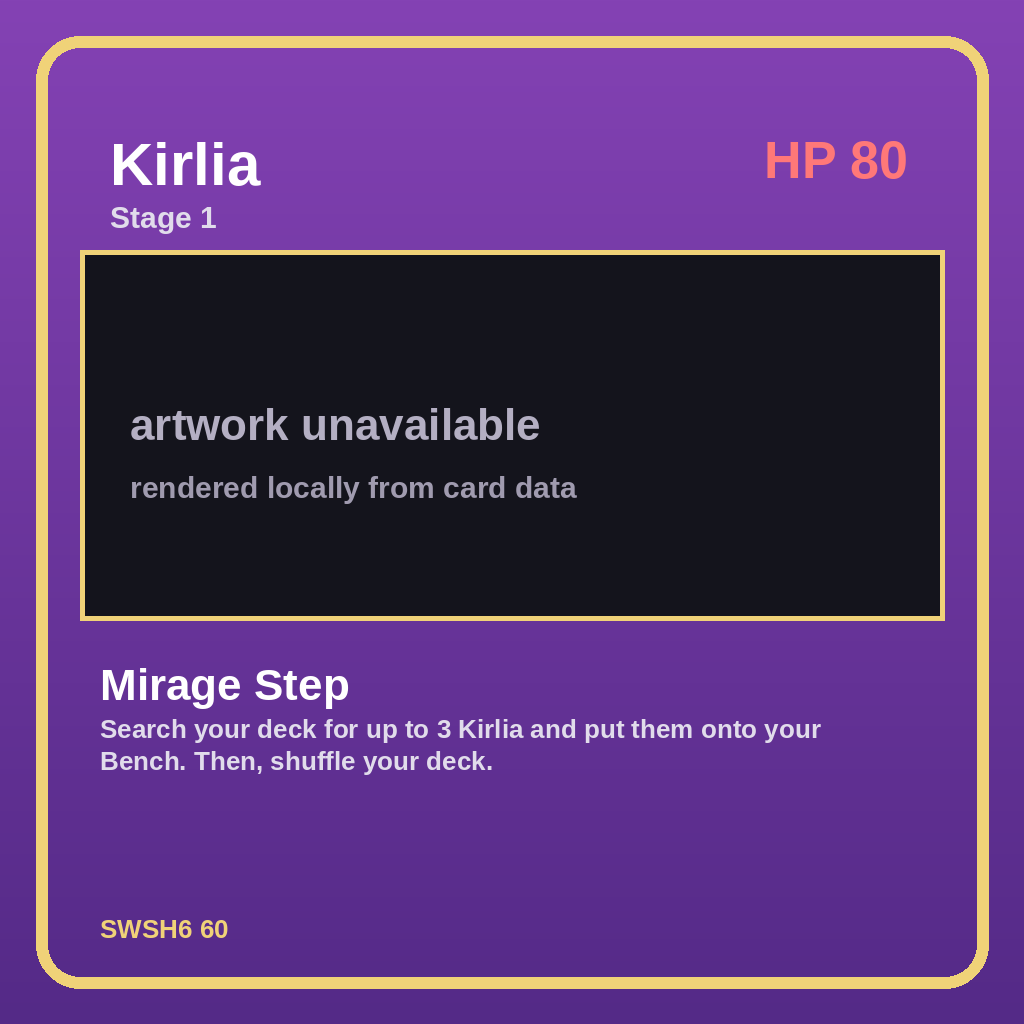 Kirlia
HP 80
Stage 1
artwork unavailable
rendered locally from card data
Mirage Step
Search your deck for up to 3 Kirlia and put them onto your
Bench. Then, shuffle your deck.
SWSH6 60